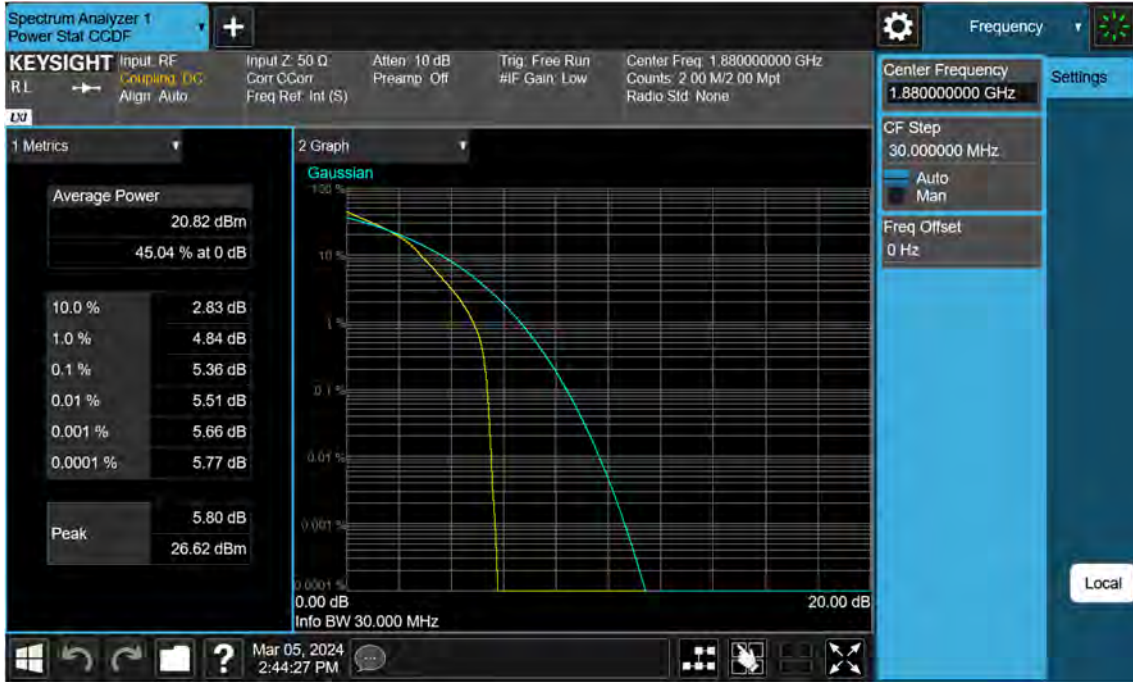 Spectrum Analyzer 1
Power Stat CCDF
Frequency
KEYSIGHT
R L
LXI
Input: RF
Coupling: DC
Align: Auto
Input Z: 50 Ω
Corr CCorr
Freq Ref: Int (S)
Atten: 10 dB
Preamp: Off
Trig: Free Run
#IF Gain: Low
Center Freq: 1.880000000 GHz
Counts: 2.00 M/2.00 Mpt
Radio Std: None
Center Frequency
1.880000000 GHz
Settings
CF Step
30.000000 MHz
Auto
Man
Freq Offset
0 Hz
1 Metrics
Average Power
20.82 dBm
45.04 % at 0 dB
10.0 % 2.83 dB
1.0 % 4.84 dB
0.1 % 5.36 dB
0.01 % 5.51 dB
0.001 % 5.66 dB
0.0001 % 5.77 dB
Peak
5.80 dB
26.62 dBm
2 Graph
Gaussian
100 %
10 %
1 %
0.1 %
0.01 %
0.001 %
0.0001 %
0.00 dB 20.00 dB
Info BW 30.000 MHz
Local
?
Mar 05, 2024
2:44:27 PM